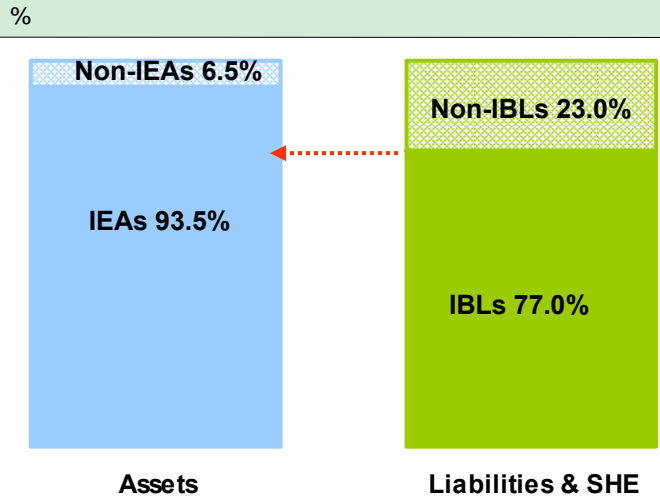 %
Non-IEAs 6.5%
Non-IBLs 23.0%
IEAs 93.5%
IBLs 77.0%
Assets
Liabilities & SHE